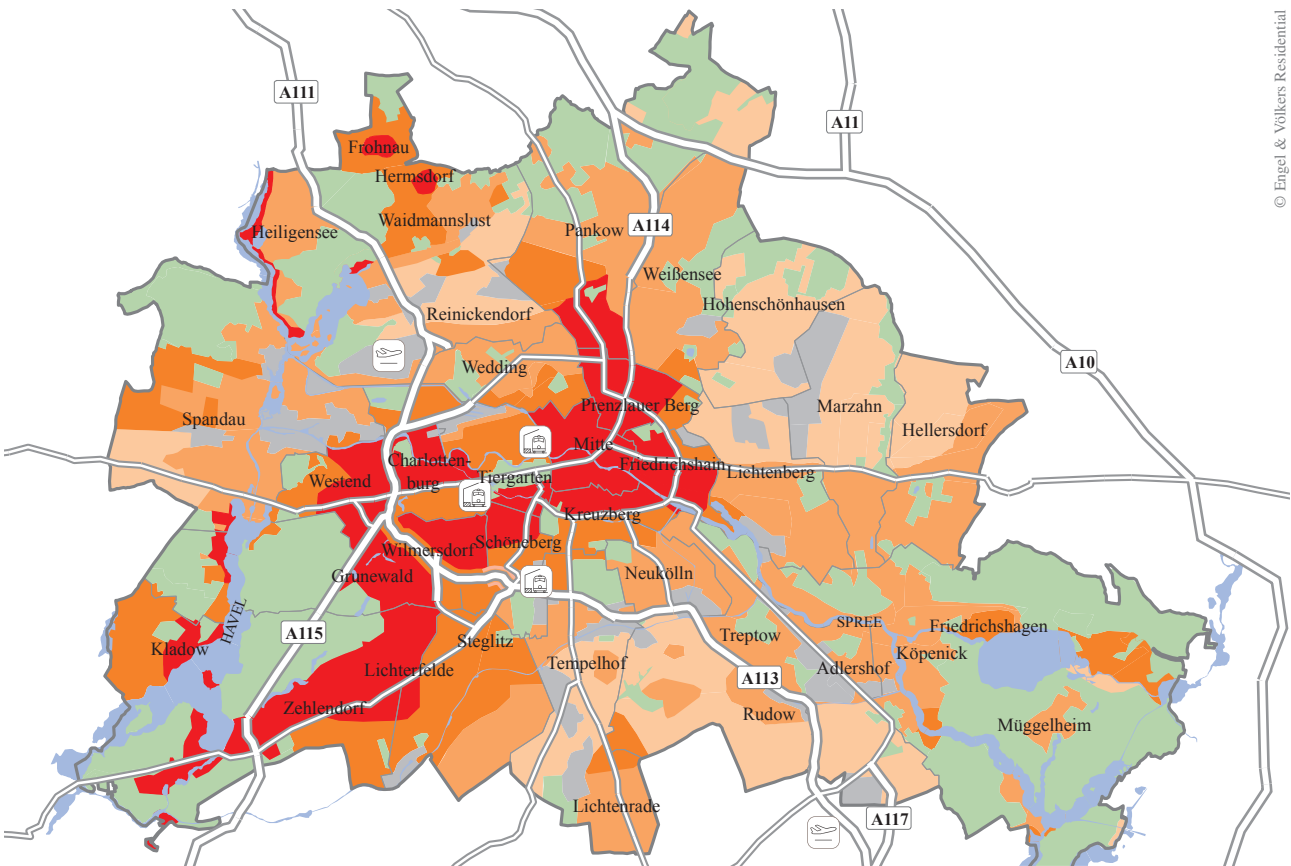 © Engel & Völkers Residential
A111
A11
Frohnau
Hermsdorf
Waidmannslust
Heiligensee
Pankow
A114
Weißensee
Hohenschönhausen
Reinickendorf
A10
Wedding
Prenzlauer Berg
Marzahn
Spandau
Hellersdorf
Mitte
Charlotten-
burg
Friedrichshain
Lichtenberg
Westend
Tiergarten
Kreuzberg
Wilmersdorf
Schöneberg
Grunewald
Neukölln
HAVEL
A115
Kladow
Steglitz
Treptow
SPREE
Friedrichshagen
Köpenick
Lichterfelde
Tempelhof
Adlershof
A113
Zehlendorf
Rudow
Müggelheim
Lichtenrade
A117